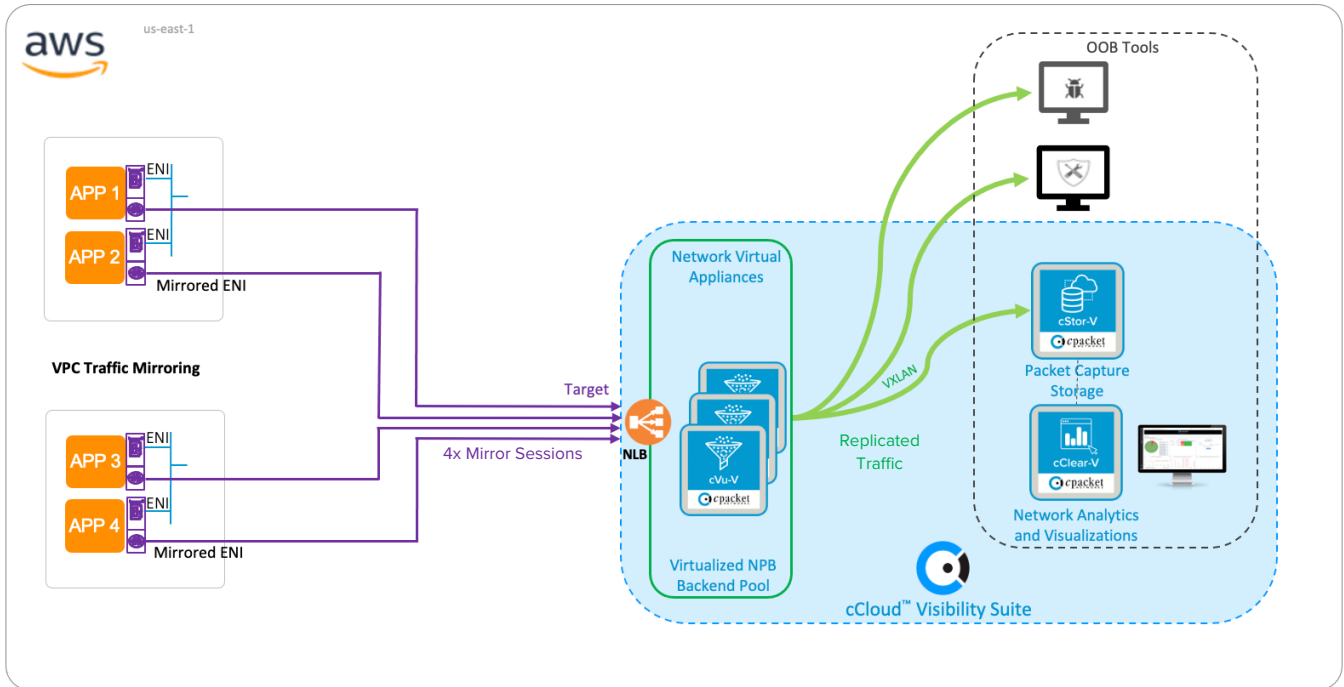 aws
us-east-1
OOB Tools
ENI
APP 1
ENI
APP 2
Mirrored ENI
VPC Traffic Mirroring
ENI
APP 3
ENI
APP 4
Mirrored ENI
Target
4x Mirror Sessions
NLB
Network Virtual
Appliances
cVu-V
cpacket
Virtualized NPB
Backend Pool
VXLAN
Replicated
Traffic
cStor-V
cpacket
Packet Capture
Storage
cClear-V
cpacket
Network Analytics
and Visualizations
cCloud™ Visibility Suite